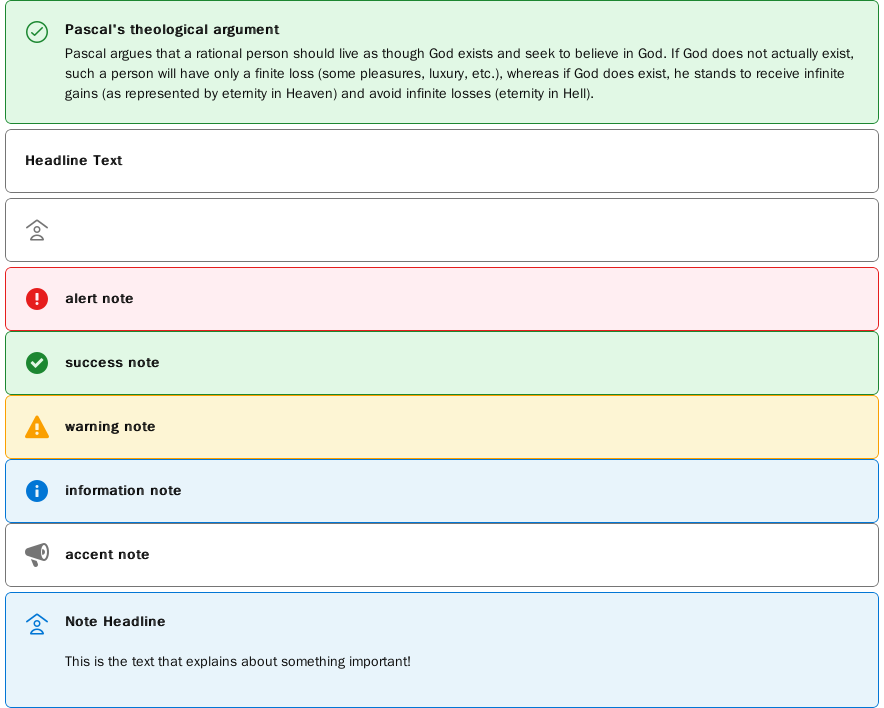 Pascal's theological argument
Pascal argues that a rational person should live as though God exists and seek to believe in God. If God does not actually exist,
such a person will have only a finite loss (some pleasures, luxury, etc.), whereas if God does exist, he stands to receive infinite
gains (as represented by eternity in Heaven) and avoid infinite losses (eternity in Hell).
Headline Text
alert note
success note
warning note
information note
accent note
Note Headline
This is the text that explains about something important!